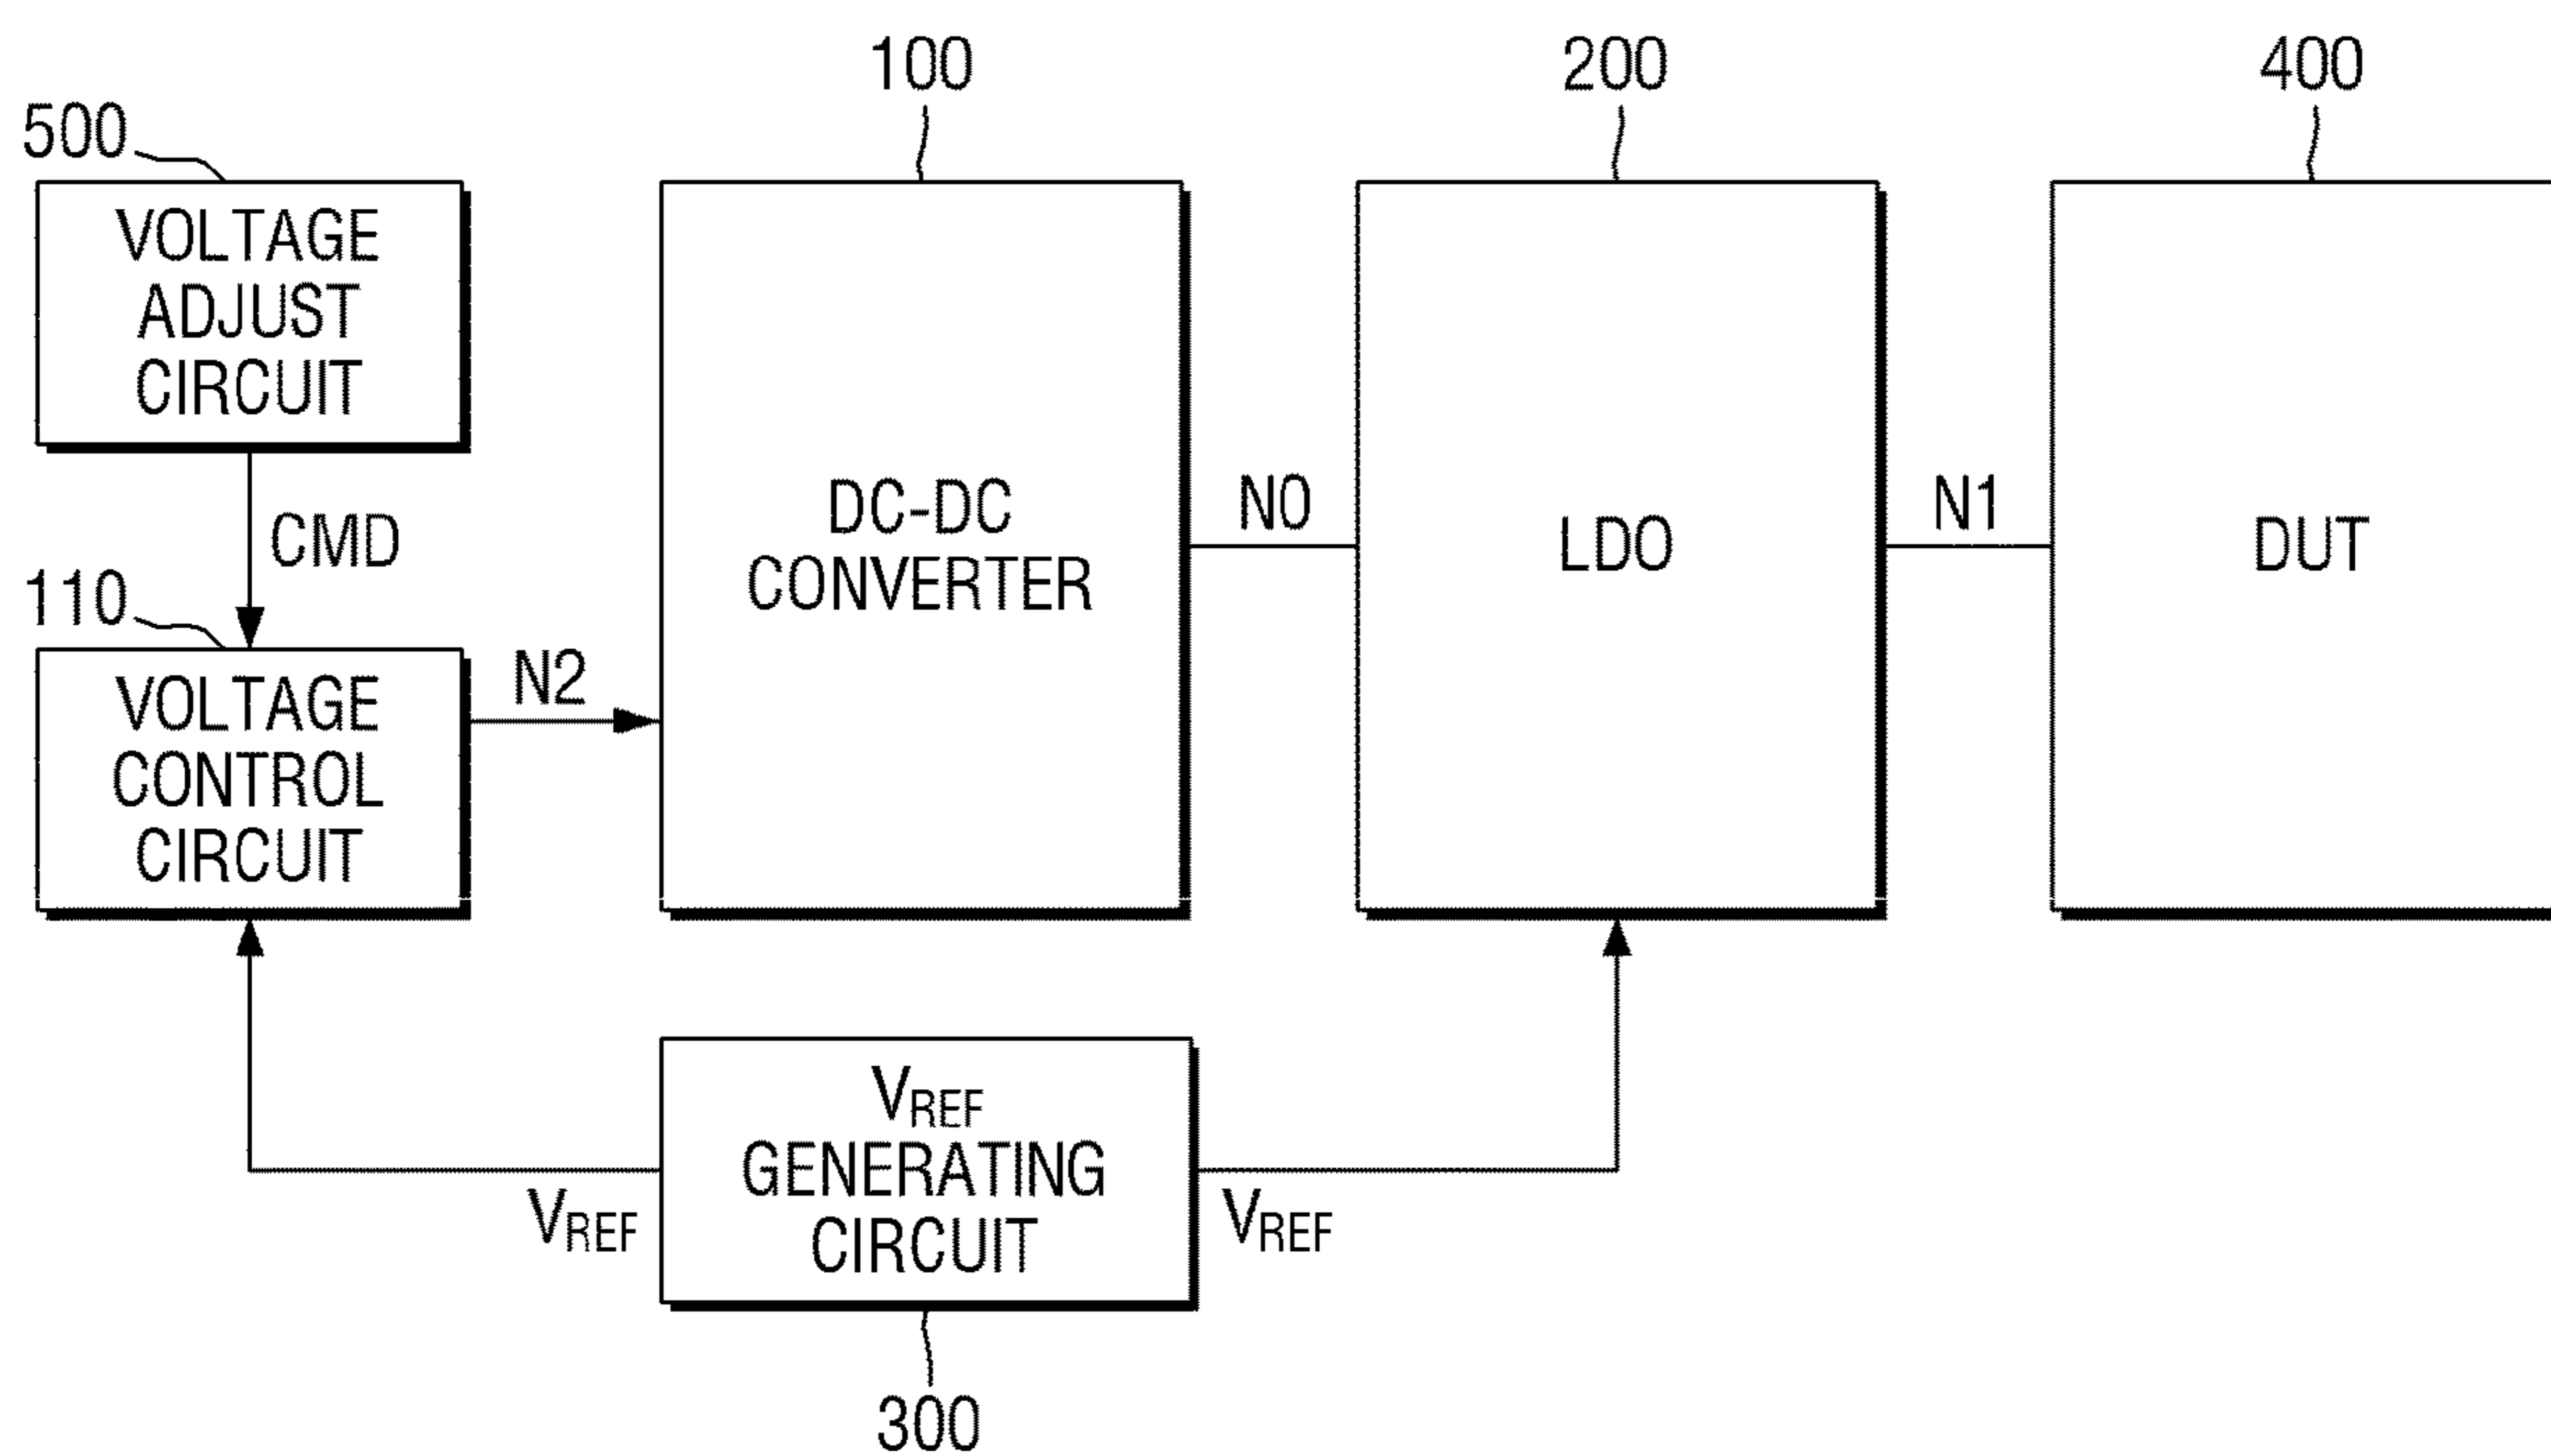 100
200
400
500
VOLTAGE
ADJUST
CIRCUIT
CMD
110
VOLTAGE
CONTROL
CIRCUIT
N2
DC-DC
CONVERTER
N0
LDO
N1
DUT
VREF
VREF
GENERATING
CIRCUIT
VREF
300